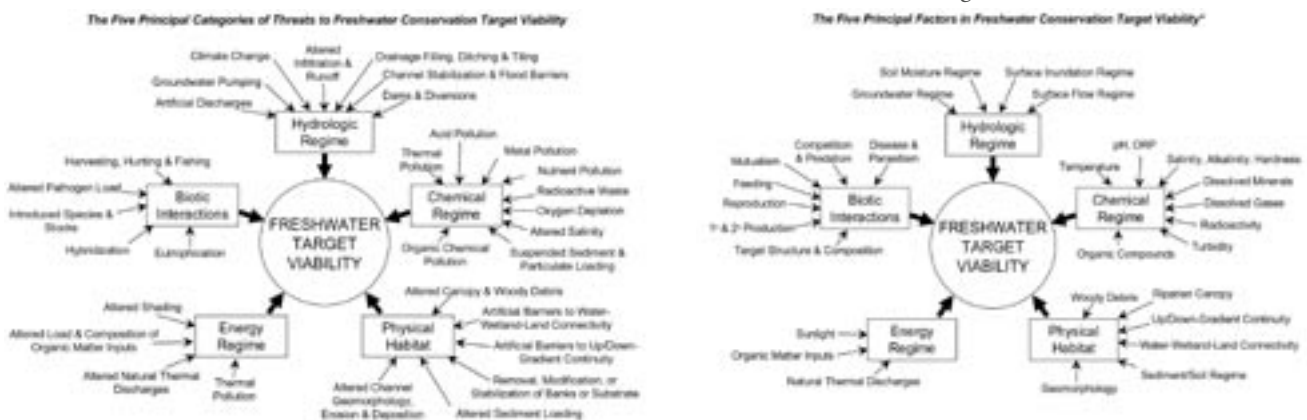 The Five Principal Categories of Threats to Freshwater Conservation Target Viability
Climate Change
Altered
Infiltration &
Runoff
Drainage Filling, Ditching & Tiling
Channel Stabilization & Flood Barriers
Groundwater Pumping
Dams & Diversions
Artificial Discharges
Hydrologic
Regime
Acid Pollution
Metal Pollution
Thermal
Pollution
Nutrient Pollution
Harvesting, Hunting & Fishing
Altered Pathogen Load
Introduced Species &
Stocks
Hybridization
Eutrophication
Biotic
Interactions
Chemical
Regime
Radioactive Waste
Oxygen Depletion
Altered Salinity
Organic Chemical
Pollution
Suspended Sediment &
Particulate Loading
FRESHWATER
TARGET
VIABILITY
Altered Shading
Altered Load & Composition of
Organic Matter Inputs
Altered Natural Thermal
Discharges
Thermal
Pollution
Energy
Regime
Physical
Habitat
Altered Canopy & Woody Debris
Artificial Barriers to Water-
Wetland-Land Connectivity
Artificial Barriers to Up/Down-
Gradient Continuity
Removal, Modification, or
Stabilization of Banks or Substrate
Altered Channel
Geomorphology,
Erosion & Deposition
Altered Sediment Loading
The Five Principal Factors in Freshwater Conservation Target Viability
Soil Moisture Regime
Surface Inundation Regime
Groundwater Regime
Surface Flow Regime
Hydrologic
Regime
Competition
& Predation
Disease &
Parasitism
Mutualism
Feeding
Reproduction
1º & 2º Production
Target Structure & Composition
Biotic
Interactions
pH, ORP
Temperature
Salinity, Alkalinity, Hardness
Dissolved Minerals
Dissolved Gases
Radioactivity
Turbidity
Organic Compounds
Chemical
Regime
FRESHWATER
TARGET
VIABILITY
Sunlight
Organic Matter Inputs
Natural Thermal Discharges
Energy
Regime
Physical
Habitat
Woody Debris
Riparian Canopy
Up/Down-Gradient Continuity
Water-Wetland-Land Connectivity
Sediment/Soil Regime
Geomorphology